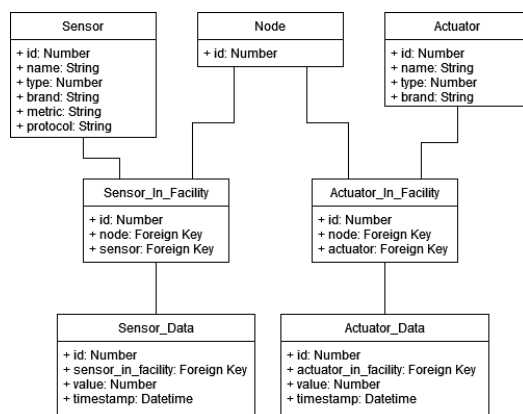 Sensor
+ id: Number
+ name: String
+ type: Number
+ brand: String
+ metric: String
+ protocol: String
Node
+ id: Number
Actuator
+ id: Number
+ name: String
+ type: Number
+ brand: String
Sensor_In_Facility
+ id: Number
+ node: Foreign Key
+ sensor: Foreign Key
Actuator_In_Facility
+ id: Number
+ node: Foreign Key
+ actuator: Foreign Key
Sensor_Data
+ id: Number
+ sensor_in_facility: Foreign Key
+ value: Number
+ timestamp: Datetime
Actuator_Data
+ id: Number
+ actuator_in_facility: Foreign Key
+ value: Number
+ timestamp: Datetime